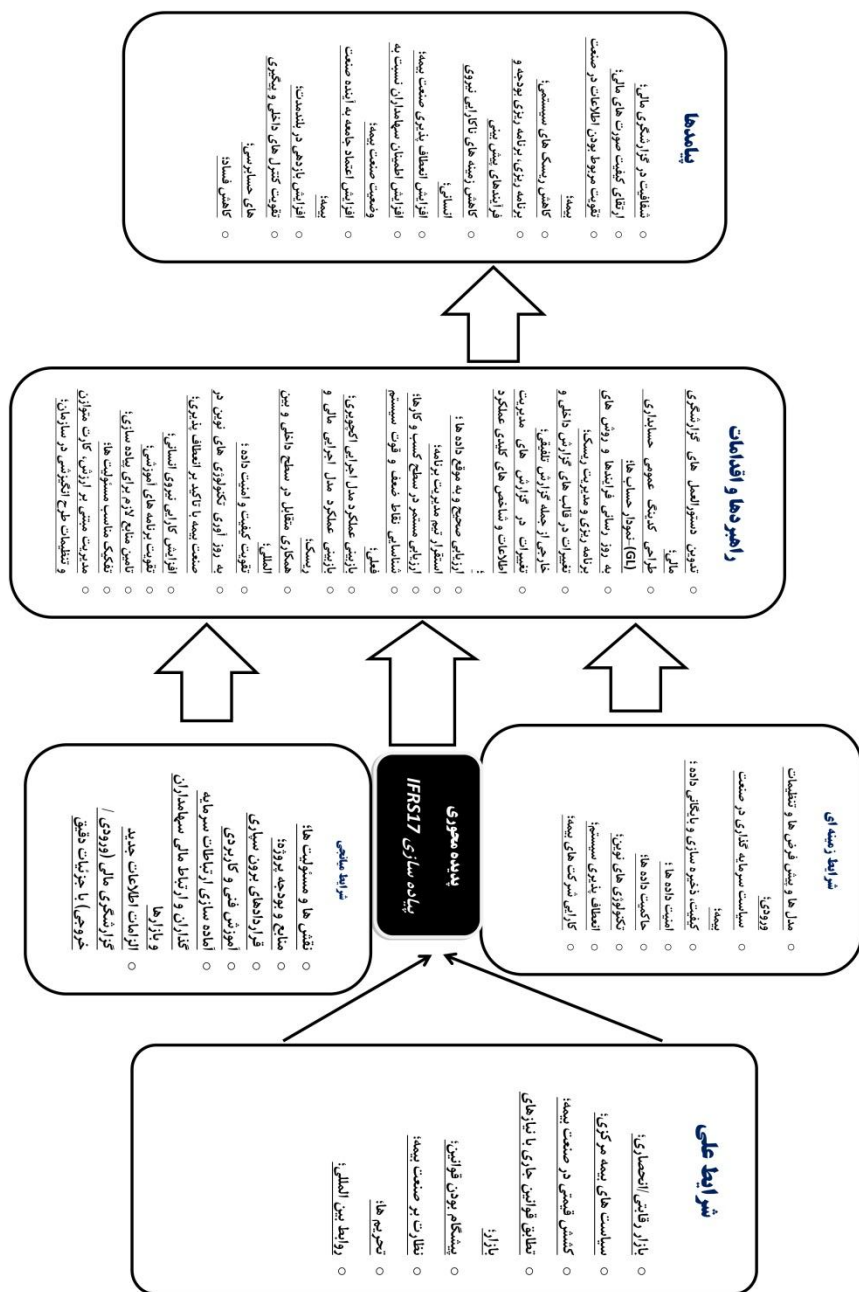 شرایط علی
بازار رقابتی/انحصاری؛
سیاست های بیمه مرکزی؛
کشش قیمتی در صنعت بیمه؛
تطابق قوانین جاری با نیازهای
بازار؛
پیشگام بودن قوانین؛
نظارت بر صنعت بیمه؛
تحریم ها؛
روابط بین المللی؛
شرایط زمینه ای
مدل ها و پیش فرض ها و تنظیمات
ورودی؛
سیاست سرمایه گذاری در صنعت
بیمه؛
کیفیت، ذخیره سازی و بایگانی داده؛
امنیت داده ها؛
حاکمیت داده ها؛
تکنولوژی های نوین؛
انعطاف پذیری سیستم؛
کارایی شرکت های بیمه؛
پدیده محوری
پیاده سازی IFRS17
شرایط میانجی
نقش ها و مسئولیت ها؛
منابع و بودجه پروژه؛
قراردادهای برون سپاری
آموزش فنی و کاربردی
آماده سازی ارتباطات سرمایه
گذاران و ارتباط مالی سهامداران
و بازارها
الزامات اطلاعات جدید
گزارشگری مالی (ورودی /
خروجی) با جزئیات دقیق
راهبردها و اقدامات
تدوین دستورالعمل های گزارشگری
مالی؛
طراحی کدینگ عمومی حسابداری
(GL)-نمودار حساب ها؛
به روز رسانی فرایندها و روش های
برنامه ریزی و مدیریت ریسک؛
تغییرات در قالب های گزارش داخلی و
خارجی از جمله گزارش تلفیقی؛
تغییرات در گزارش های مدیریت
اطلاعات و شاخص های کلیدی عملکرد
؛
ارزیابی صحیح و به موقع داده ها؛
استقرار تیم مدیریت برنامه؛
ارزیابی مستمر در سطح کسب و کارها؛
شناسایی نقاط ضعف و قوت سیستم
فعلی؛
بازبینی عملکرد مدل اجرایی اکچویری؛
بازبینی عملکرد مدل اجرایی مالی و
ریسک؛
همکاری متقابل در سطح داخلی و بین
المللی؛
تقویت کیفیت و امنیت داده؛
به روز آوری تکنولوژی های نوین در
صنعت بیمه با تاکید بر انعطاف پذیری؛
افزایش کارایی نیروی انسانی؛
تقویت برنامه های آموزشی؛
تامین منابع لازم برای پیاده سازی؛
تفکیک مناسب مسئولیت ها؛
مدیریت مبتنی بر ارزش، کارت متوازن
و تنظیمات طرح انگیزشی در سازمان؛
پیامدها
شفافیت در گزارشگری مالی؛
ارتقای کیفیت صورت های مالی؛
تقویت مربوط بودن اطلاعات در صنعت
بیمه؛
کاهش ریسک های سیستمی؛
برنامه ریزی، برنامه ریزی بودجه و
فرآیندهای پیش بینی
کاهش زمینه های ناکارایی نیروی
انسانی؛
افزایش انعطاف پذیری صنعت بیمه؛
افزایش اطمینان سهامداران نسبت به
وضعیت صنعت بیمه؛
افزایش اعتماد جامعه به آینده صنعت
بیمه؛
افزایش بازدهی در بلندمدت؛
تقویت کنترل های داخلی و پیگیری
های حسابرسی؛
کاهش فساد؛